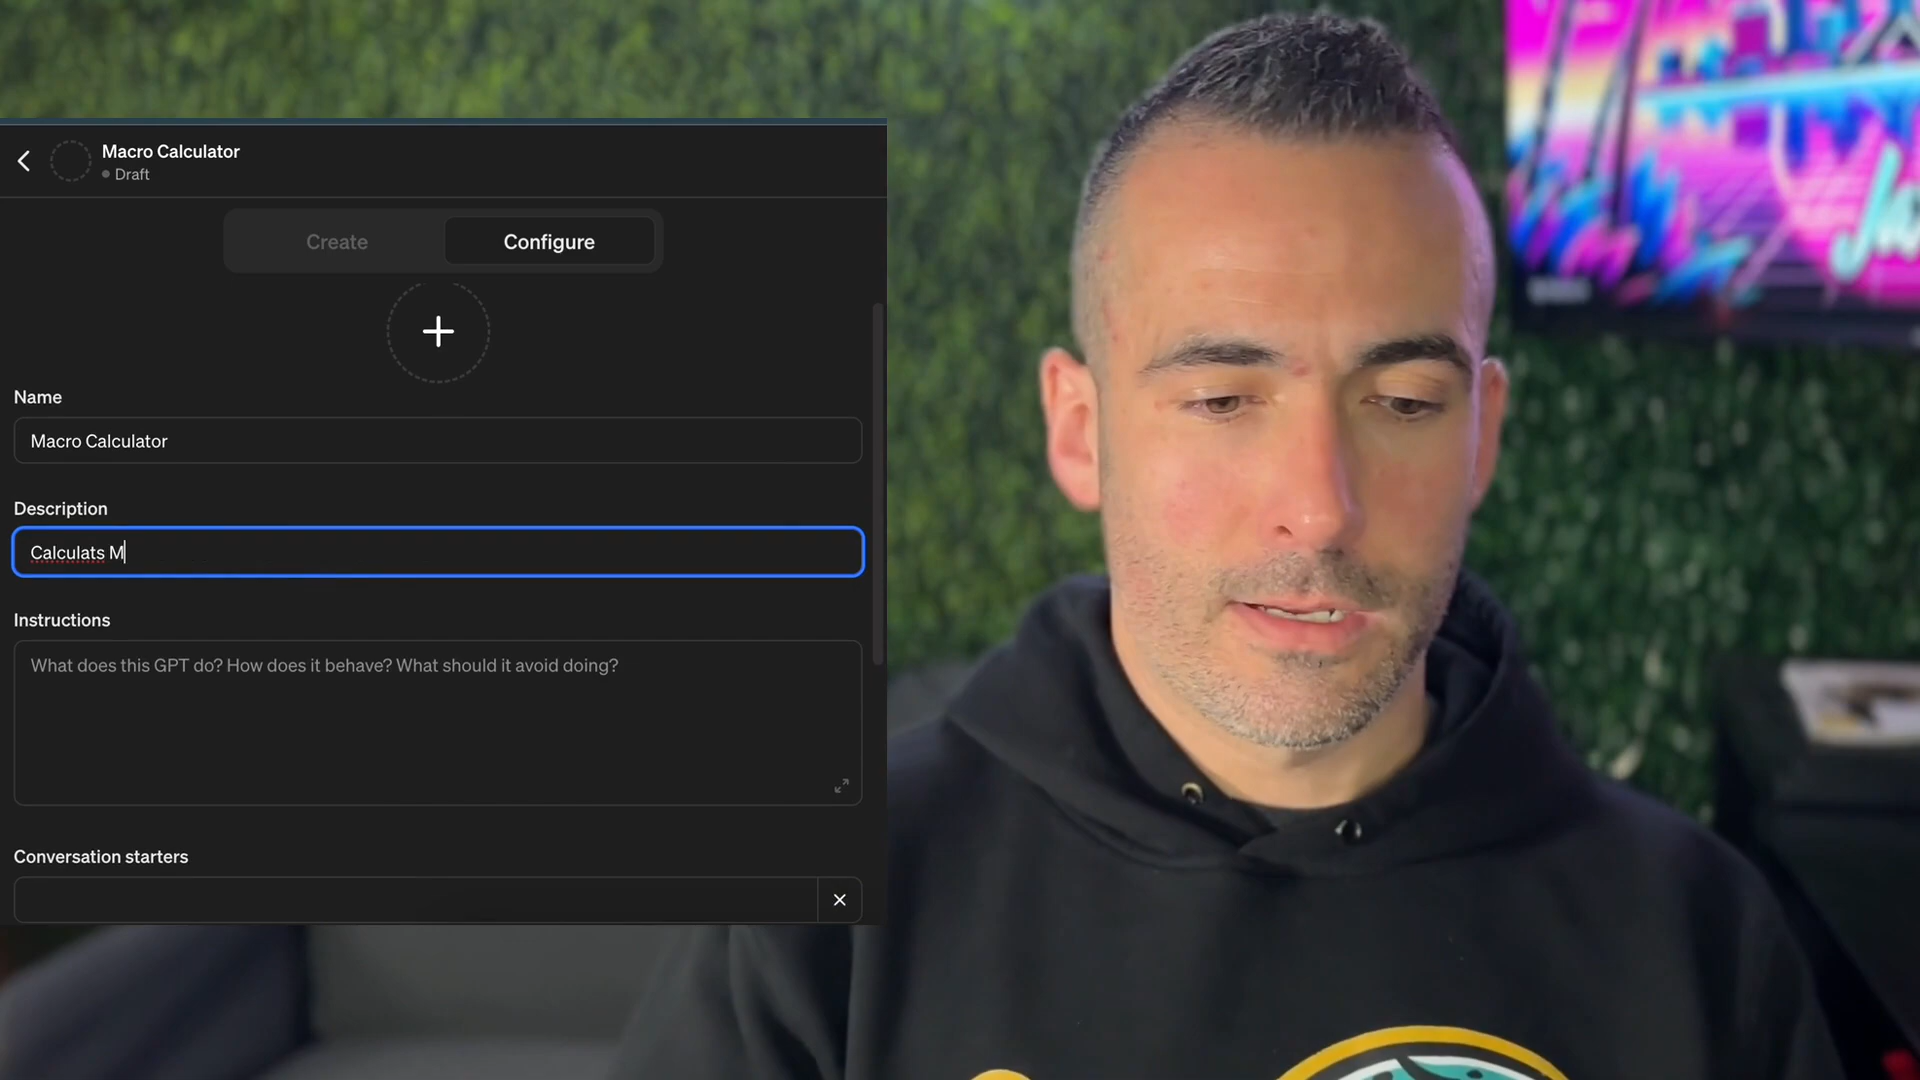 Macro Calculator
Draft
Create
Configure
Name
Macro Calculator
Description
Calculats M
Instructions
What does this GPT do? How does it behave? What should it avoid doing?
Conversation starters